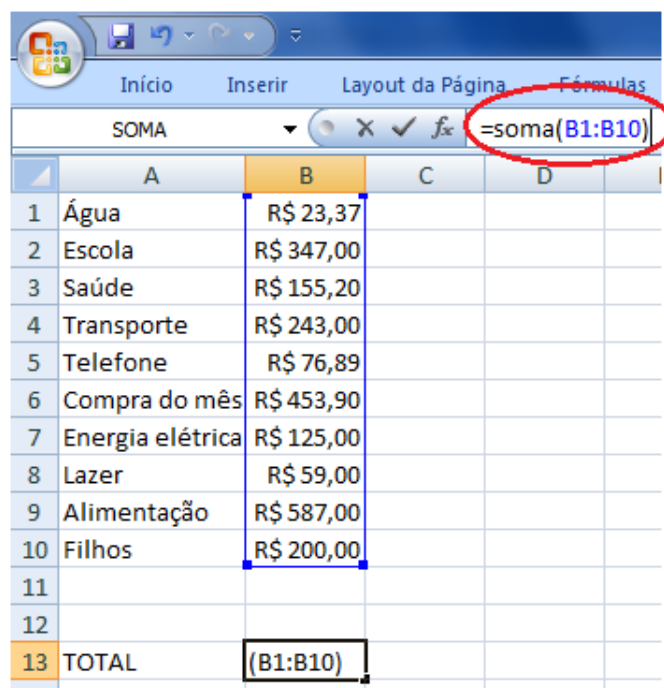 Início Inserir Layout da Página Fórmulas
SOMA fx =soma(B1:B10)
A B C D
1 Água R$ 23,37
2 Escola R$ 347,00
3 Saúde R$ 155,20
4 Transporte R$ 243,00
5 Telefone R$ 76,89
6 Compra do mês R$ 453,90
7 Energia elétrica R$ 125,00
8 Lazer R$ 59,00
9 Alimentação R$ 587,00
10 Filhos R$ 200,00
11
12
13 TOTAL (B1:B10)